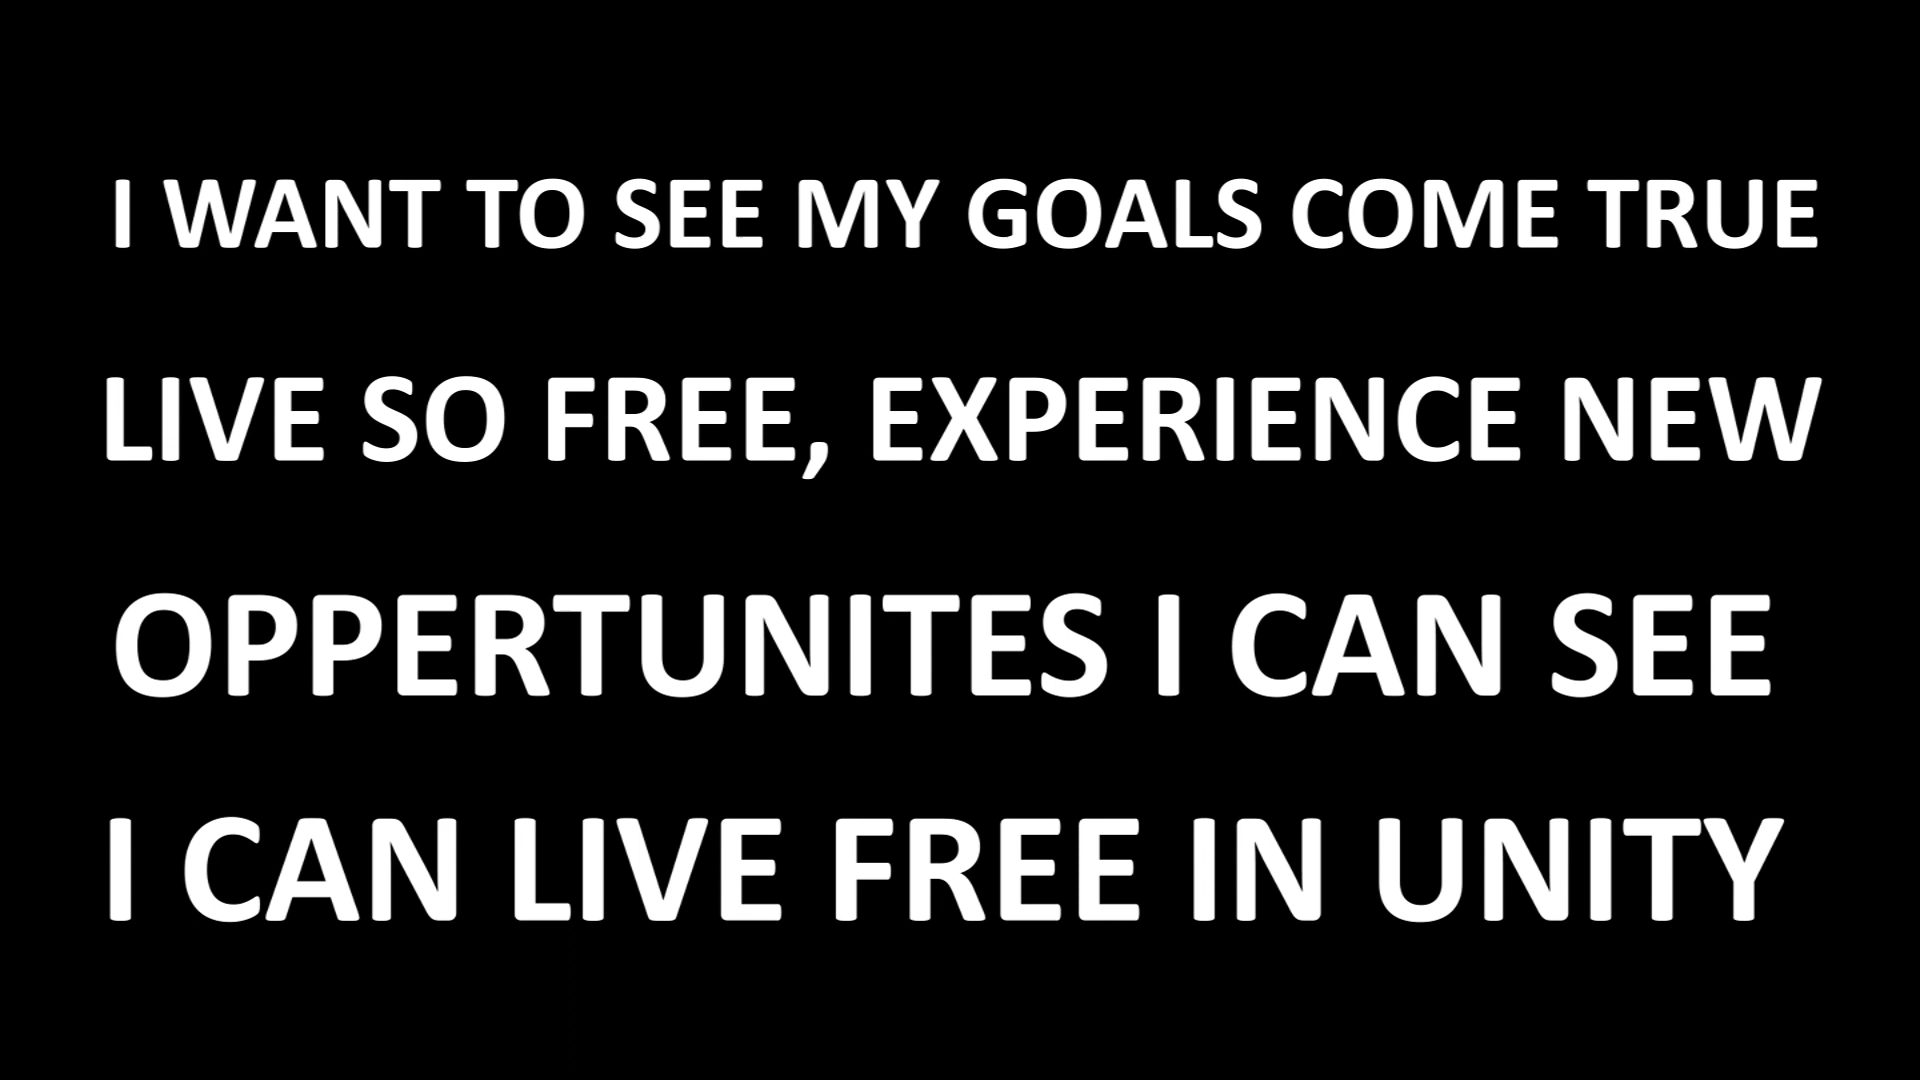 I WANT TO SEE MY GOALS COME TRUE
LIVE SO FREE, EXPERIENCE NEW
OPPERTUNITES I CAN SEE
I CAN LIVE FREE IN UNITY